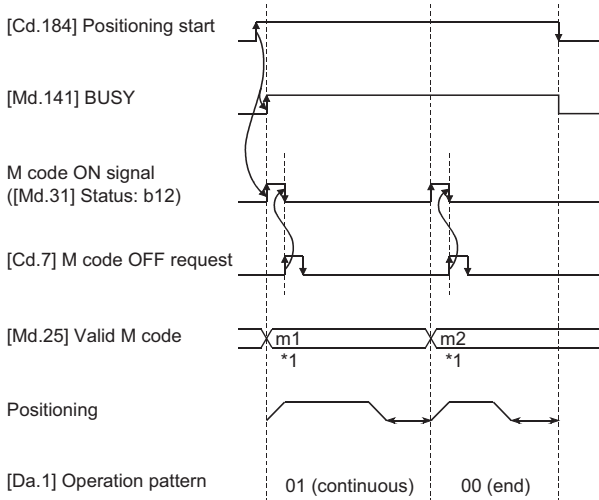 [Cd.184] Positioning start
[Md.141] BUSY
M code ON signal
([Md.31] Status: b12)
[Cd.7] M code OFF request
[Md.25] Valid M code
m1
m2
*1
*1
Positioning
[Da.1] Operation pattern
01 (continuous)
00 (end)